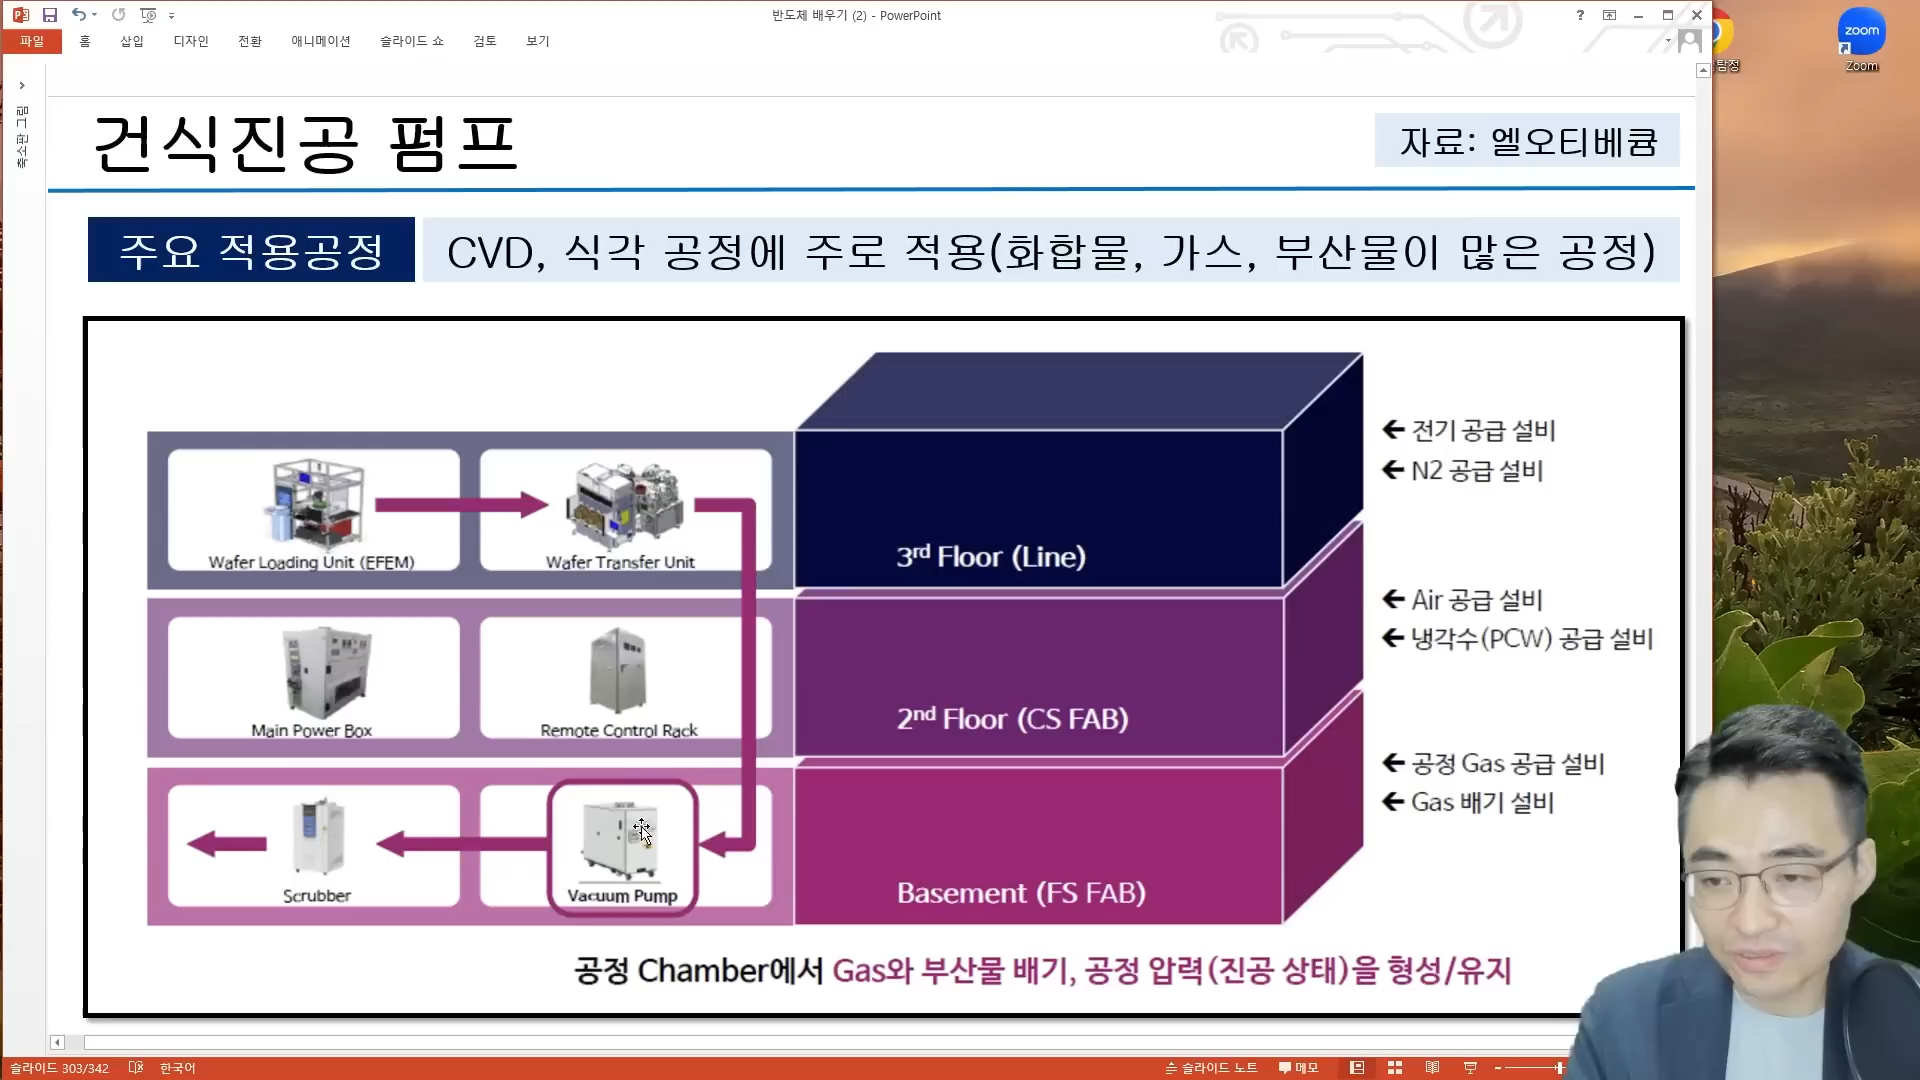 반도체 배우기 (2) - PowerPoint
파일 홈 삽입 디자인 전환 애니메이션 슬라이드 쇼 검토 보기
Zoom
zoom
탐정
축소판 그림
건식진공 펌프
자료: 엘오티베큠
주요 적용공정
CVD, 식각 공정에 주로 적용(화합물, 가스, 부산물이 많은 공정)
Wafer Loading Unit (EFEM)
Wafer Transfer Unit
3rd Floor (Line)
← 전기 공급 설비
← N2 공급 설비
Main Power Box
Remote Control Rack
2nd Floor (CS FAB)
← Air 공급 설비
← 냉각수(PCW) 공급 설비
Scrubber
Vacuum Pump
Basement (FS FAB)
← 공정 Gas 공급 설비
← Gas 배기 설비
공정 Chamber에서 Gas와 부산물 배기, 공정 압력(진공 상태)을 형성/유지
슬라이드 303/342 한국어 슬라이드 노트 메모